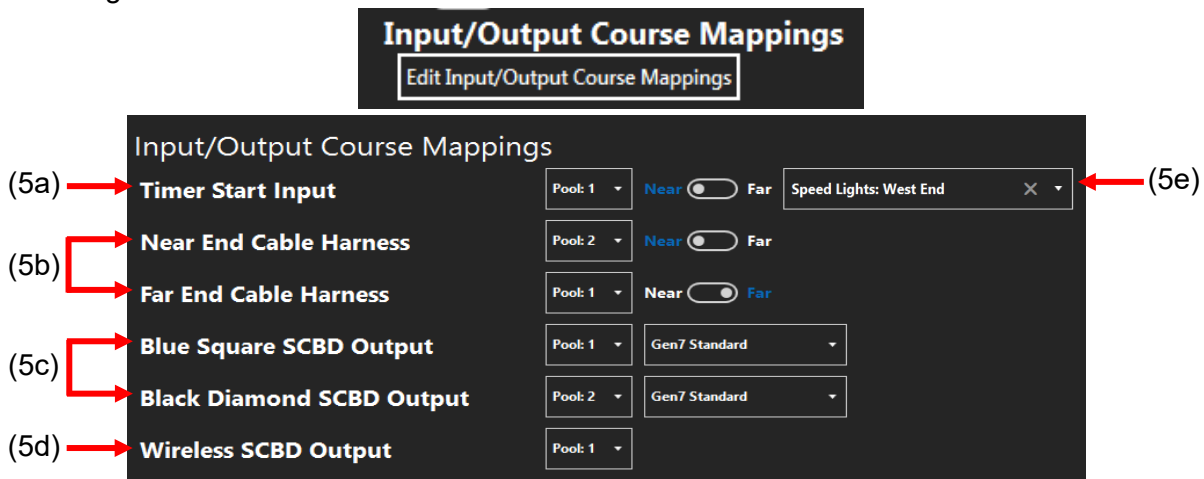 Input/Output Course Mappings
Edit Input/Output Course Mappings
Input/Output Course Mappings
(5a) Timer Start Input Pool: 1 Near Far Speed Lights: West End (5e)
Near End Cable Harness Pool: 2 Near Far
(5b)
Far End Cable Harness Pool: 1 Near Far
Blue Square SCBD Output Pool: 1 Gen7 Standard
(5c)
Black Diamond SCBD Output Pool: 2 Gen7 Standard
(5d) Wireless SCBD Output Pool: 1